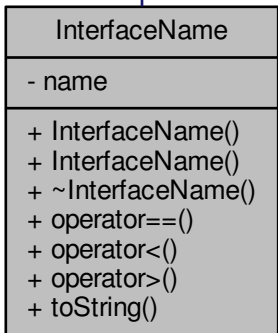 InterfaceName
- name
+ InterfaceName()
+ InterfaceName()
+ ~InterfaceName()
+ operator==()
+ operator<()
+ operator>()
+ toString()